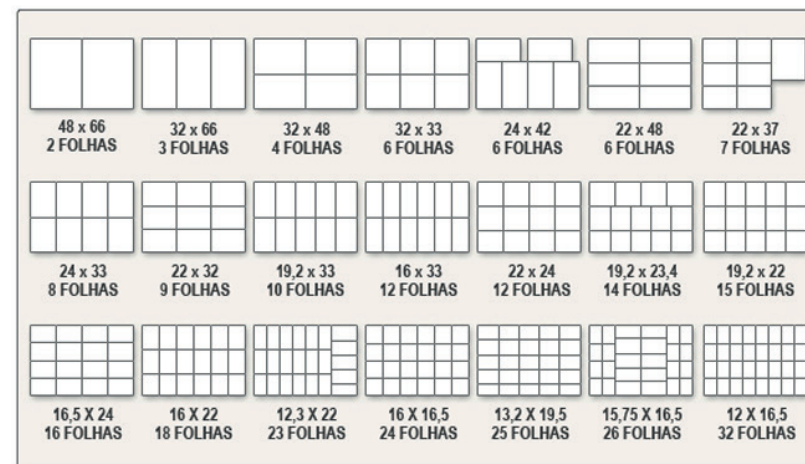 48 x 66
2 FOLHAS
32 x 66
3 FOLHAS
32 x 48
4 FOLHAS
32 x 33
6 FOLHAS
24 x 42
6 FOLHAS
22 x 48
6 FOLHAS
22 x 37
7 FOLHAS
24 x 33
8 FOLHAS
22 x 32
9 FOLHAS
19,2 x 33
10 FOLHAS
16 x 33
12 FOLHAS
22 x 24
12 FOLHAS
19,2 x 23,4
14 FOLHAS
19,2 x 22
15 FOLHAS
16,5 X 24
16 FOLHAS
16 X 22
18 FOLHAS
12,3 X 22
23 FOLHAS
16 X 16,5
24 FOLHAS
13,2 X 19,5
25 FOLHAS
15,75 X 16,5
26 FOLHAS
12 X 16,5
32 FOLHAS